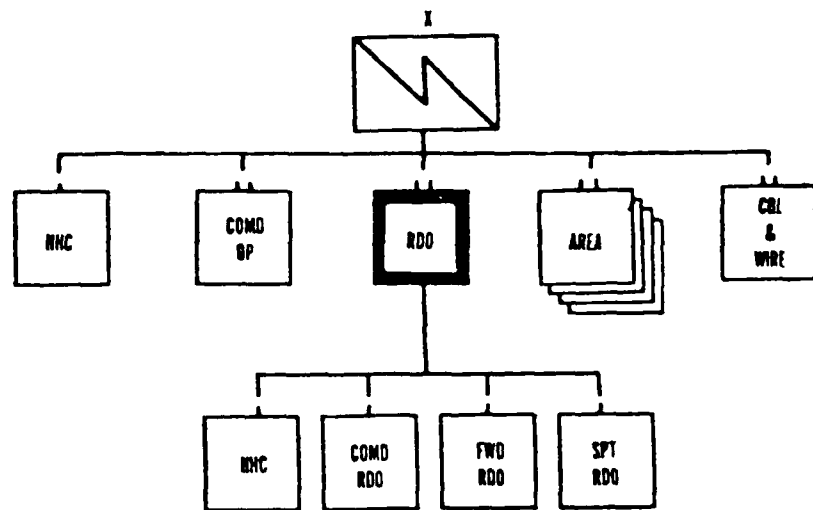 X
HHC
COMD
OP
RDO
AREA
CBL
&
WIRE
HHC
COMD
RDO
FWD
RDO
SPT
RDO